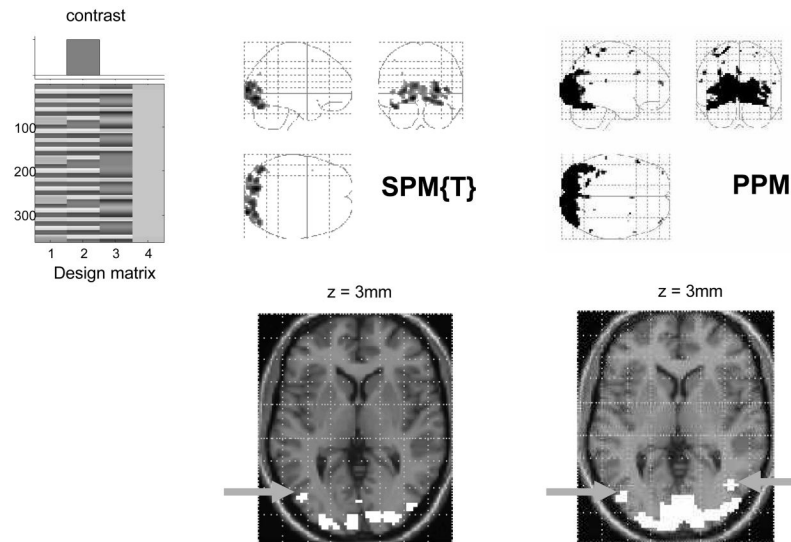 contrast
100
200
300
1 2 3 4
Design matrix
SPM{T}
PPM
z = 3mm
z = 3mm